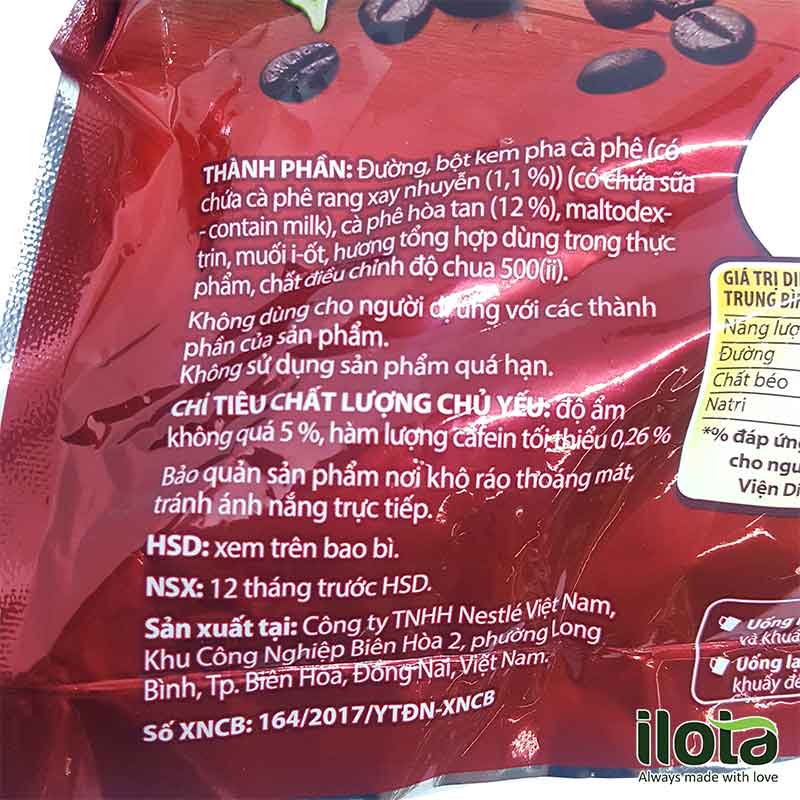 THÀNH PHẦN: Đường, bột kem pha cà phê (có
chứa cà phê rang xay nhuyễn (1,1 %)) (có chứa sữa
- contain milk), cà phê hòa tan (12 %), maltodex-
trin, muối i-ốt, hương tổng hợp dùng trong thực
phẩm, chất điều chỉnh độ chua 500(ii).
Không dùng cho người dị ứng với các thành
phần của sản phẩm.
Không sử dụng sản phẩm quá hạn.
CHỈ TIÊU CHẤT LƯỢNG CHỦ YẾU: độ ẩm
không quá 5 %, hàm lượng cafein tối thiểu 0,26 %
Bảo quản sản phẩm nơi khô ráo thoáng mát,
tránh ánh nắng trực tiếp.
HSD: xem trên bao bì.
NSX: 12 tháng trước HSD.
Sản xuất tại: Công ty TNHH Nestlé Việt Nam,
Khu Công Nghiệp Biên Hòa 2, phường Long
Bình, Tp. Biên Hòa, Đồng Nai, Việt Nam.
Số XNCB: 164/2017/YTĐN-XNCB
GIÁ TRỊ
TRUNG
Năng
Đường
Chất béo
Natri
*% đáp ứng
cho
Viện
Uống
và
Uống
khuấy
ilota
Always made with love